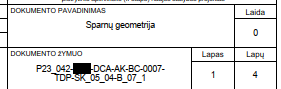 DOKUMENTO PAVADINIMAS
Laida
Sparnų geometrija
0
DOKUMENTO ŽYMUO
Lapas
Lapų
P23_042-
-DCA-AK-BC-0007-
TDP-SK_05_04-B_07_1
1
4